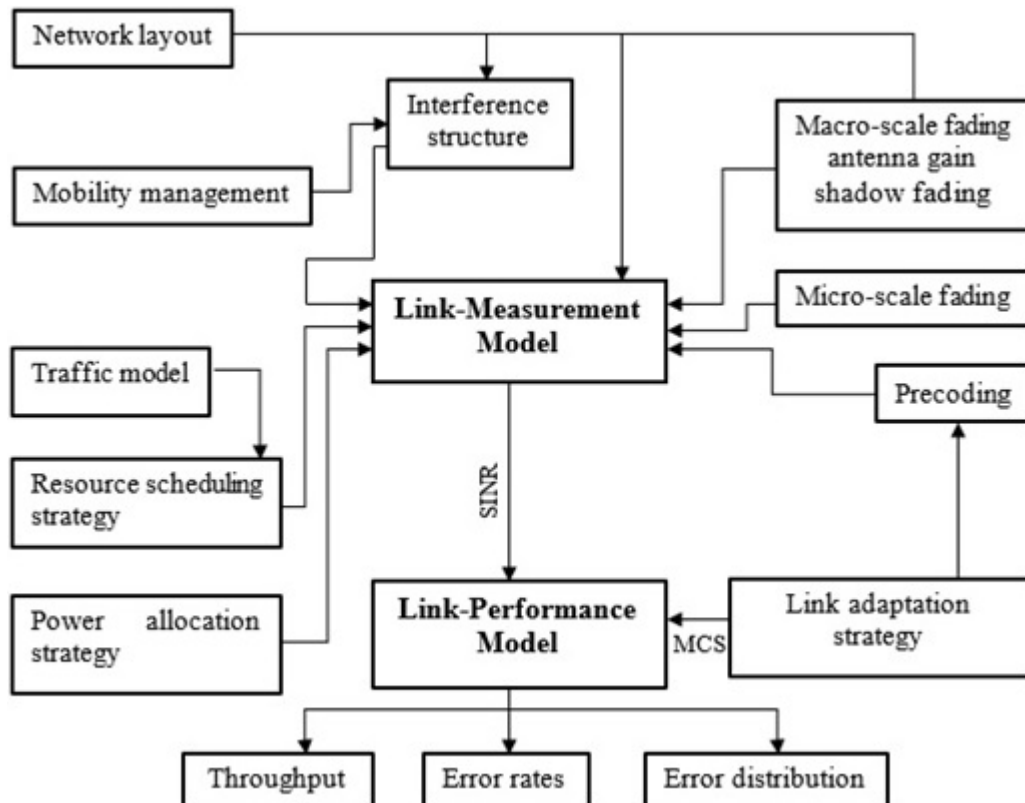 Network layout
Interference
structure
Macro-scale fading
antenna gain
shadow fading
Mobility management
Link-Measurement
Model
Micro-scale fading
Traffic model
Precoding
Resource scheduling
strategy
SINR
Power allocation
strategy
Link-Performance
Model
MCS
Link adaptation
strategy
Throughput
Error rates
Error distribution